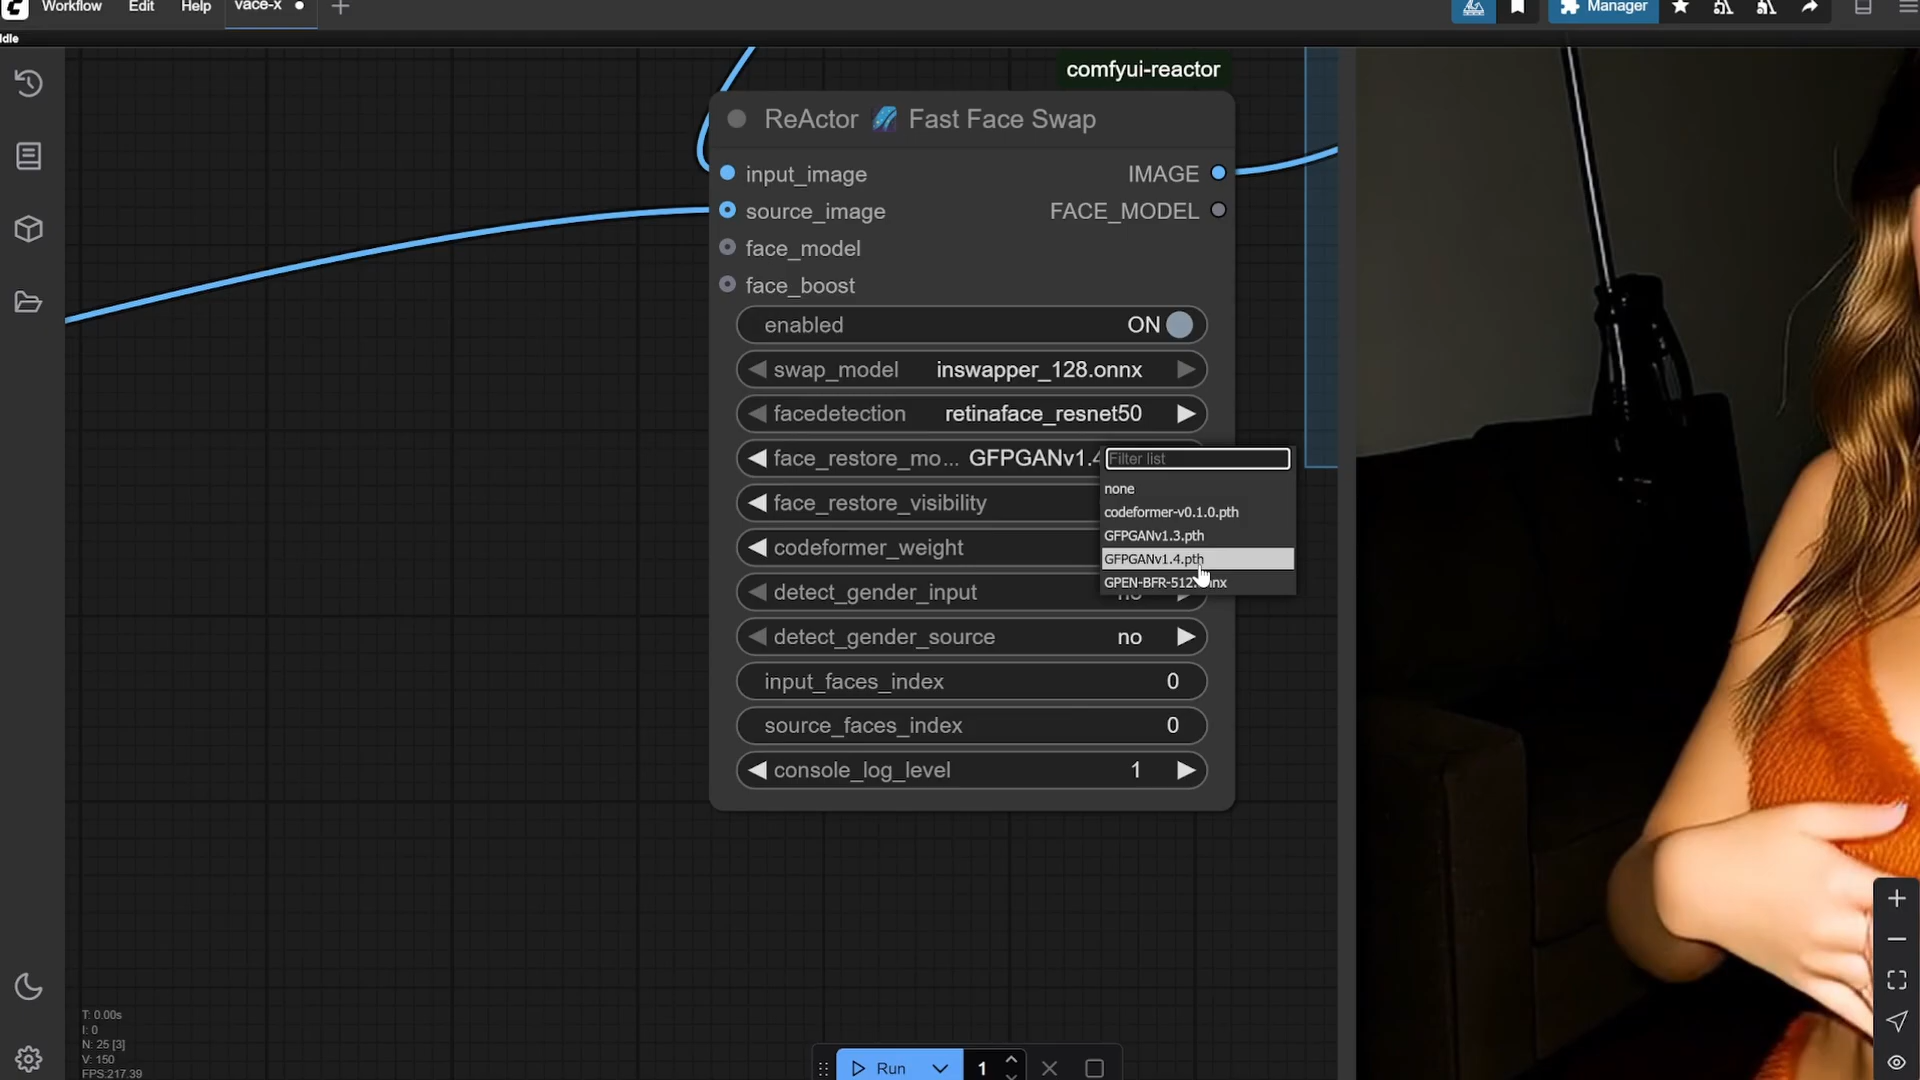 Workflow
Edit
Help
vace-x
Manager
dle
comfyui-reactor
ReActor Fast Face Swap
input_image
IMAGE
source_image
FACE_MODEL
face_model
face_boost
enabled
ON
swap_model
inswapper_128.onnx
facedetection
retinaface_resnet50
face_restore_mo...
GFPGANv1.4
Filter list
none
codeformer-v0.1.0.pth
GFPGANv1.3.pth
GFPGANv1.4.pth
face_restore_visibility
codeformer_weight
detect_gender_input
detect_gender_source
no
input_faces_index
0
source_faces_index
0
console_log_level
1
T: 0.00s
I: 0
N: 25 [3]
V: 150
FPS:217.39
Run
1